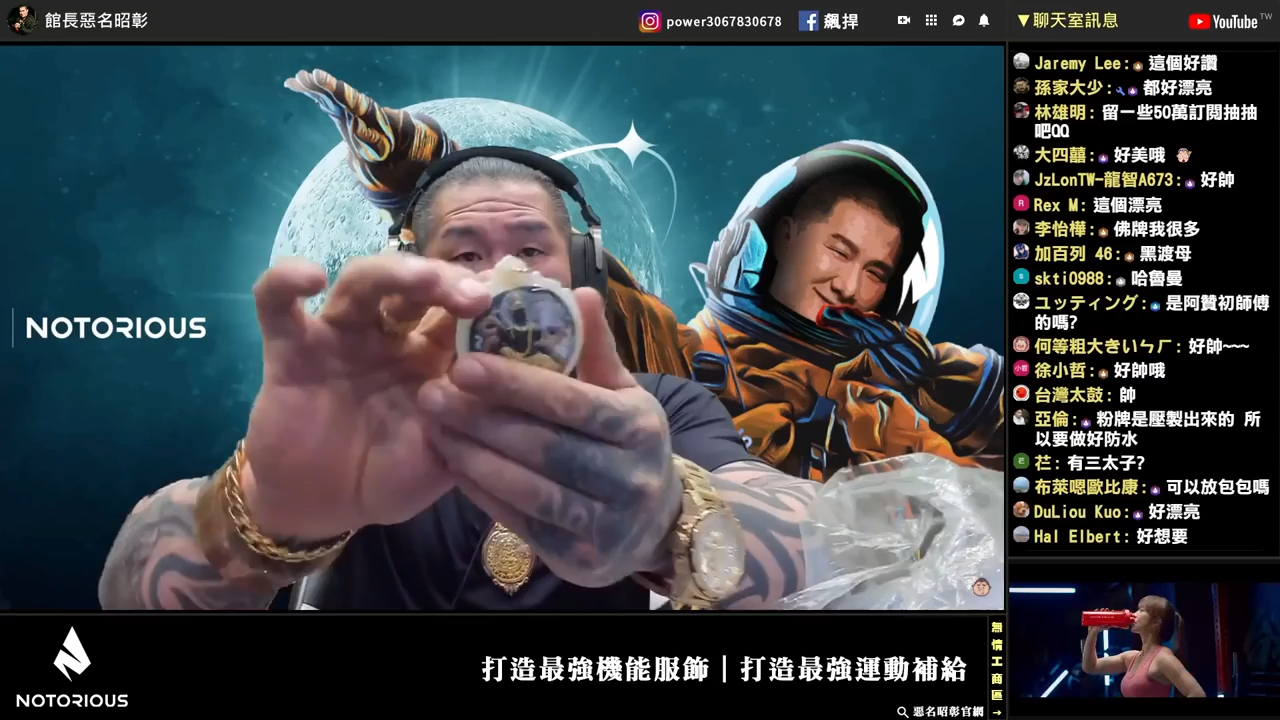 館長惡名昭彰
power3067830678
飆捍
▼聊天室訊息
YouTube TW
Jaremy Lee: 這個好讚
孫家大少: 都好漂亮
林雄明: 留一些50萬訂閱抽抽
吧QQ
大四囍: 好美哦
JzLonTW-龍智A673: 好帥
Rex M: 這個漂亮
李怡樺: 佛牌我很多
加百列 46: 黑渡母
skti0988: 哈魯曼
ユッティング: 是阿贊初師傅
的嗎?
何等粗大きいㄣ厂: 好帥~~~
徐小哲: 好帥哦
台灣太鼓: 帥
亞倫: 粉牌是壓製出來的 所
以要做好防水
芢: 有三太子?
布萊嗯歐比康: 可以放包包嗎
DuLiou Kuo: 好漂亮
Hal Elbert: 好想要
NOTORIOUS
NOTORIOUS
打造最強機能服飾｜打造最強運動補給
無情工商區→
惡名昭彰官網